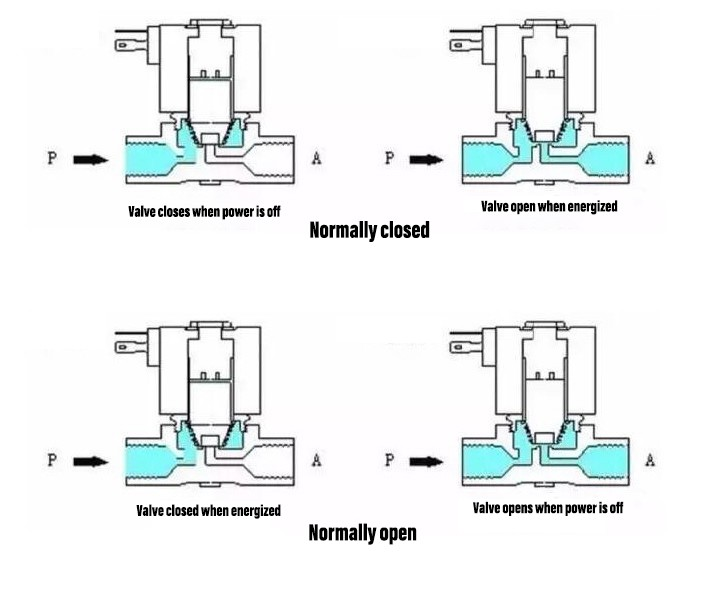 P A P A
Valve closes when power is off Valve open when energized
Normally closed
P A P A
Valve closed when energized Valve opens when power is off
Normally open